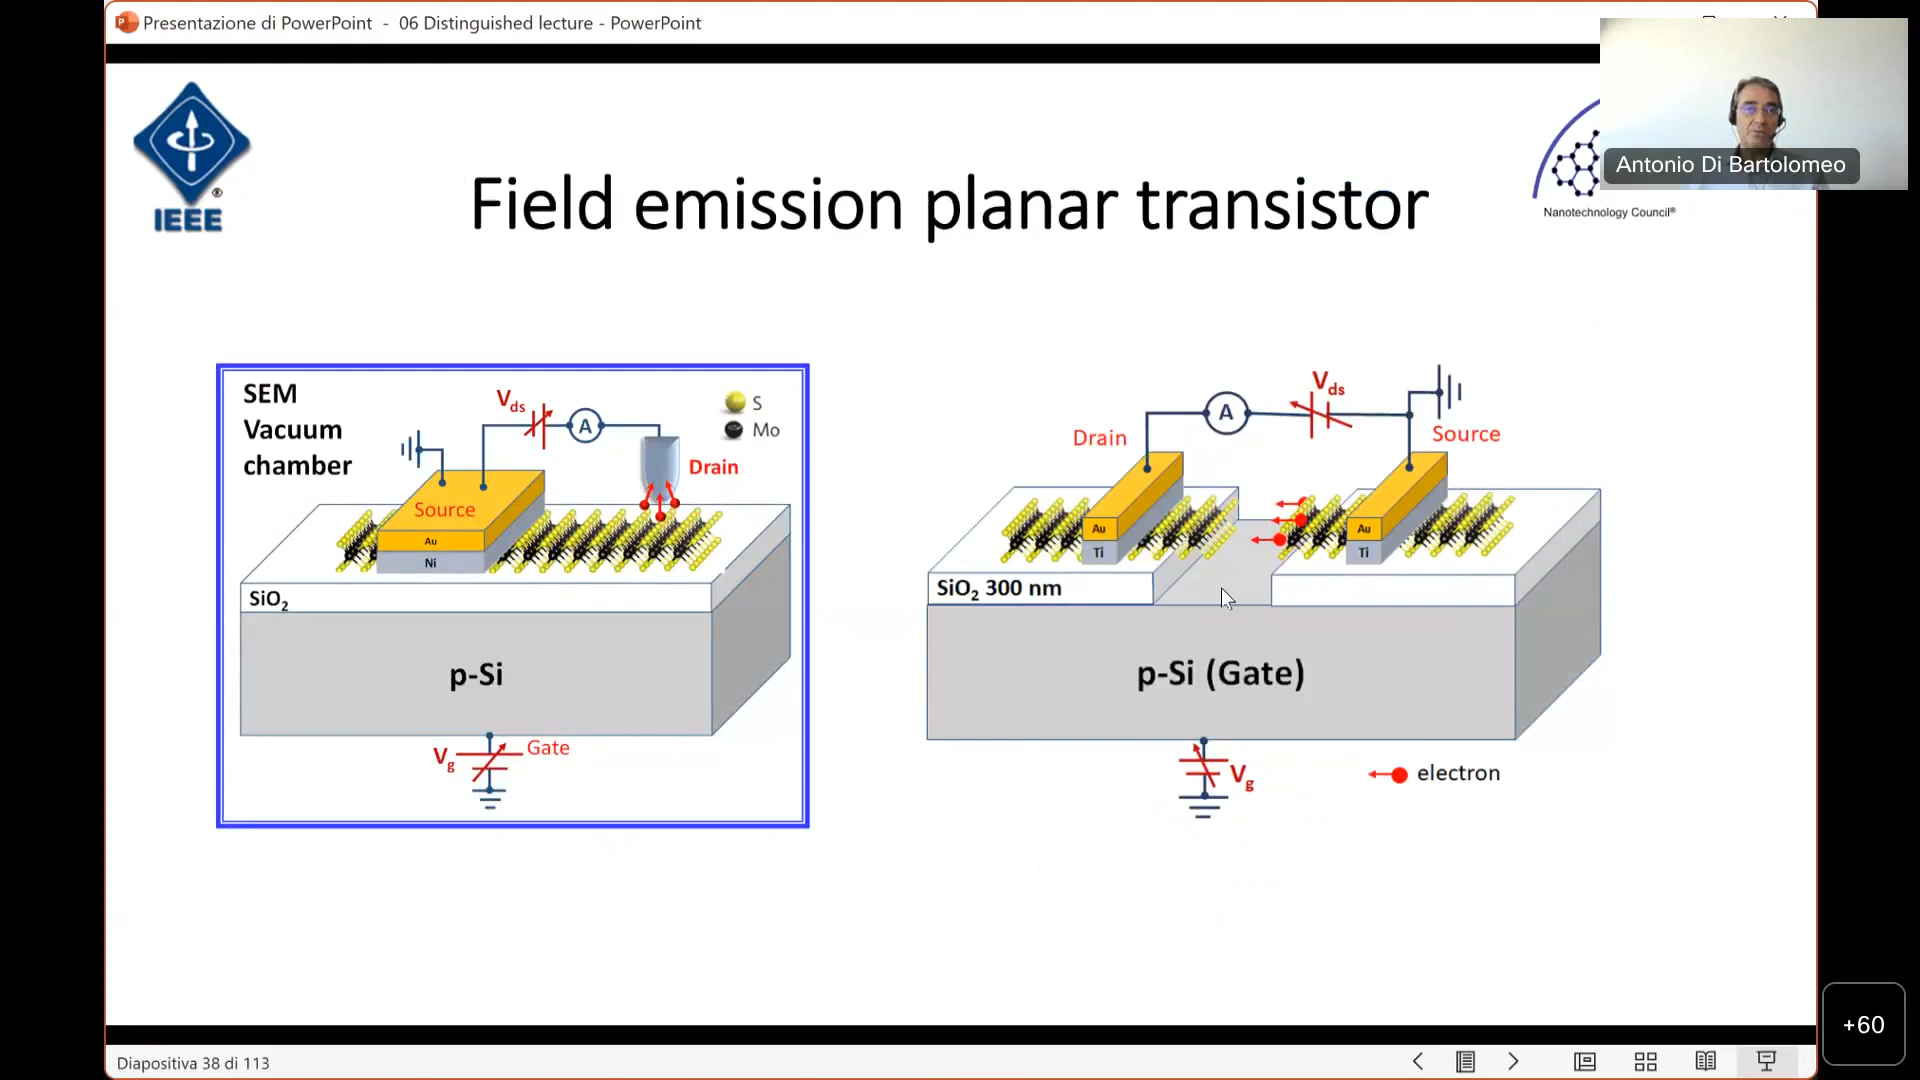 Presentazione di PowerPoint - 06 Distinguished lecture - PowerPoint
IEEE
®
Field emission planar transistor
Nanotechnology Council®
Antonio Di Bartolomeo
SEM
Vacuum
chamber
Vds
A
S
Mo
Drain
Source
Au
Ni
SiO2
p-Si
Vg
Gate
Vds
A
Drain
Source
Au
Ti
Au
Ti
SiO2 300 nm
p-Si (Gate)
Vg
electron
+60
Diapositiva 38 di 113